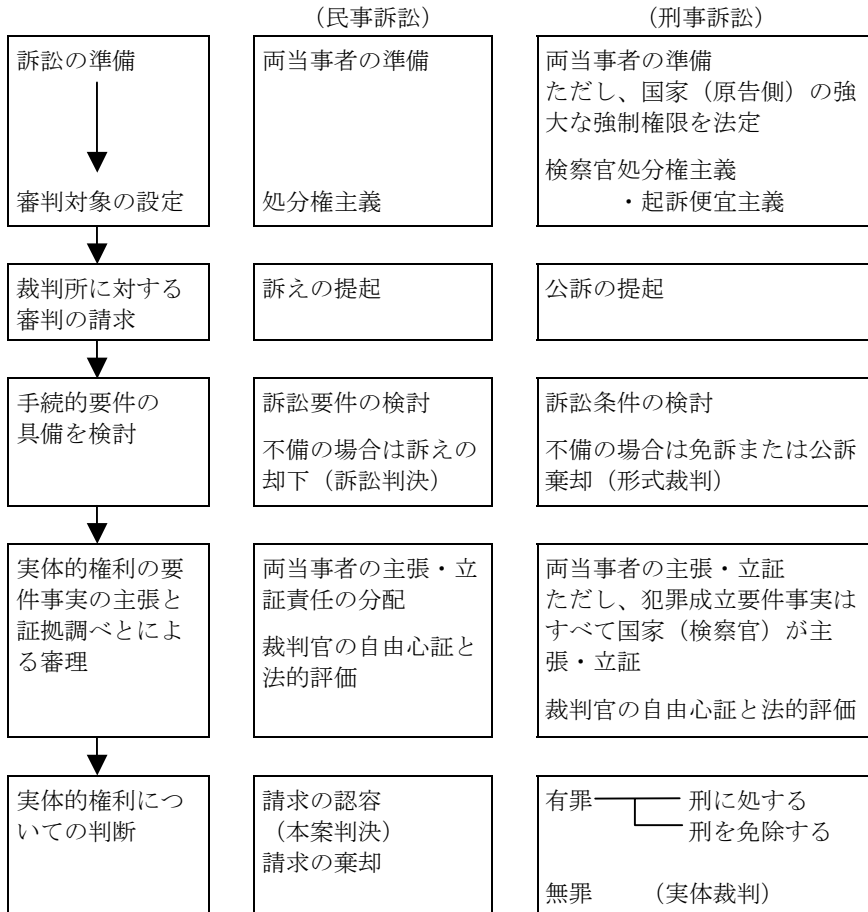 （民事訴訟）
（刑事訴訟）
訴訟の準備
審判対象の設定
両当事者の準備
処分権主義
両当事者の準備
ただし、国家（原告側）の強
大な強制権限を法定
検察官処分権主義
・起訴便宜主義
裁判所に対する
審判の請求
訴えの提起
公訴の提起
手続的要件の
具備を検討
訴訟要件の検討
不備の場合は訴えの
却下（訴訟判決）
訴訟条件の検討
不備の場合は免訴または公訴
棄却（形式裁判）
実体的権利の要
件事実の主張と
証拠調べとによ
る審理
両当事者の主張・立
証責任の分配
裁判官の自由心証と
法的評価
両当事者の主張・立証
ただし、犯罪成立要件事実は
すべて国家（検察官）が主
張・立証
裁判官の自由心証と法的評価
実体的権利につ
いての判断
請求の認容
（本案判決）
請求の棄却
有罪 刑に処する
刑を免除する
無罪 （実体裁判）